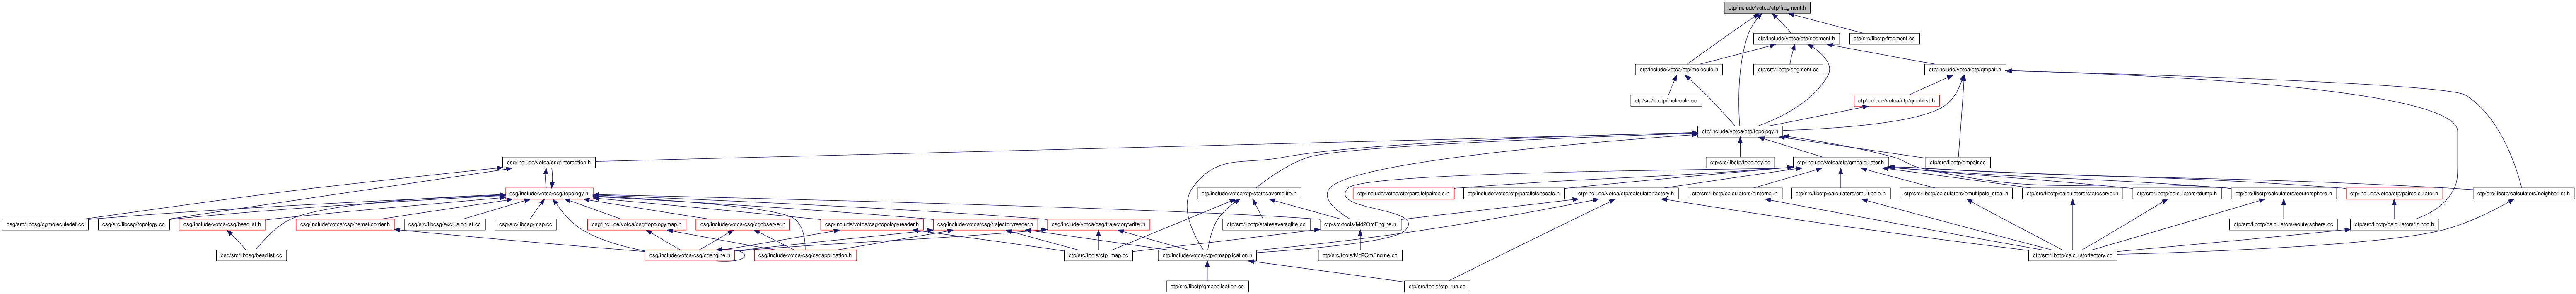 ctp/include/votca/ctp/fragment.h
ctp/include/votca/ctp/segment.h
ctp/src/libctp/fragment.cc
ctp/include/votca/ctp/molecule.h
ctp/src/libctp/segment.cc
ctp/include/votca/ctp/qmpair.h
ctp/src/libctp/molecule.cc
ctp/include/votca/ctp/qmnblist.h
ctp/include/votca/ctp/topology.h
csg/include/votca/csg/interaction.h
ctp/src/libctp/topology.cc
ctp/include/votca/ctp/qmcalculator.h
ctp/src/libctp/qmpair.cc
csg/include/votca/csg/topology.h
ctp/include/votca/ctp/statesaversqlite.h
ctp/include/votca/ctp/parallelpaircalc.h
ctp/include/votca/ctp/parallelsitecalc.h
ctp/include/votca/ctp/calculatorfactory.h
ctp/src/libctp/calculators/einternal.h
ctp/src/libctp/calculators/emultipole.h
ctp/src/libctp/calculators/emultipole_stdal.h
ctp/src/libctp/calculators/stateserver.h
ctp/src/libctp/calculators/tdump.h
ctp/src/libctp/calculators/eoutersphere.h
ctp/include/votca/ctp/paircalculator.h
ctp/src/libctp/calculators/neighborlist.h
csg/src/libcsg/cgmoleculedef.cc
csg/src/libcsg/topology.cc
csg/include/votca/csg/beadlist.h
csg/include/votca/csg/nematicorder.h
csg/src/libcsg/exclusionlist.cc
csg/src/libcsg/map.cc
csg/include/votca/csg/topologymap.h
csg/include/votca/csg/cgobserver.h
csg/include/votca/csg/topologyreader.h
csg/include/votca/csg/trajectoryreader.h
csg/include/votca/csg/trajectorywriter.h
ctp/src/libctp/statesaversqlite.cc
ctp/src/tools/Md2QmEngine.h
ctp/src/libctp/calculators/eoutersphere.cc
ctp/src/libctp/calculators/izindo.h
csg/src/libcsg/beadlist.cc
csg/include/votca/csg/cgengine.h
csg/include/votca/csg/csgapplication.h
ctp/src/tools/ctp_map.cc
ctp/include/votca/ctp/qmapplication.h
ctp/src/tools/Md2QmEngine.cc
ctp/src/libctp/calculatorfactory.cc
ctp/src/libctp/qmapplication.cc
ctp/src/tools/ctp_run.cc